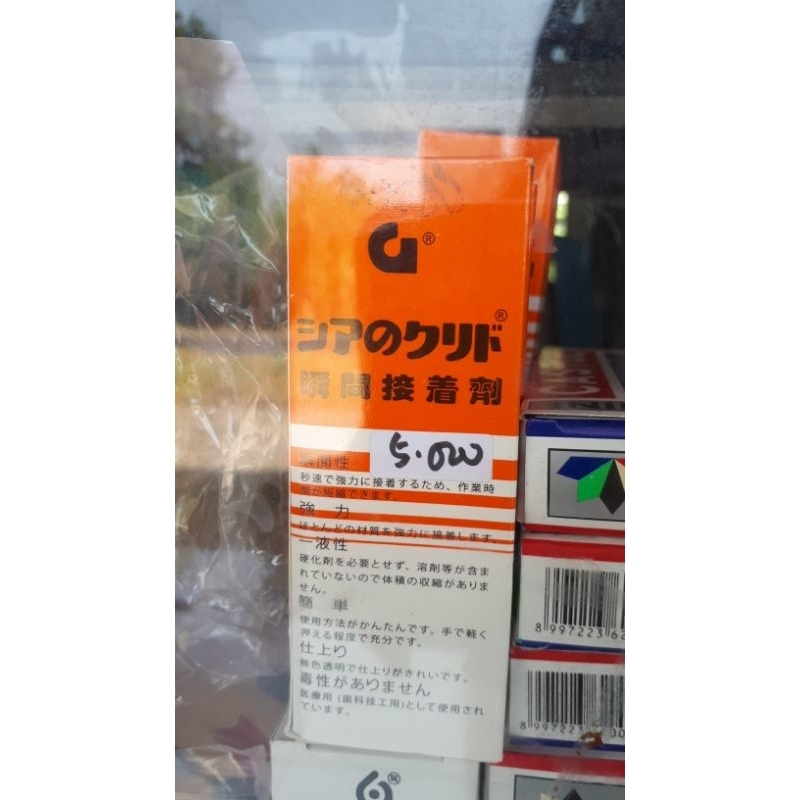 G®
シアのクリド®
瞬間接着剤
瞬間性
5.000
秒速で強力に接着するため、作業時
間が短縮できます。
強 力
ほとんどの材質を強力に接着します。
一液性
硬化剤を必要とせず、溶剤等が含ま
れていないので体積の収縮がありま
せん。
簡 単
使用方法がかんたんです。手で軽く
押える程度で充分です。
仕上り
無色透明で仕上りがきれいです。
毒性がありません
医療用(歯科技工用)として使用され
ています。
8 997223 62
8 997223 00